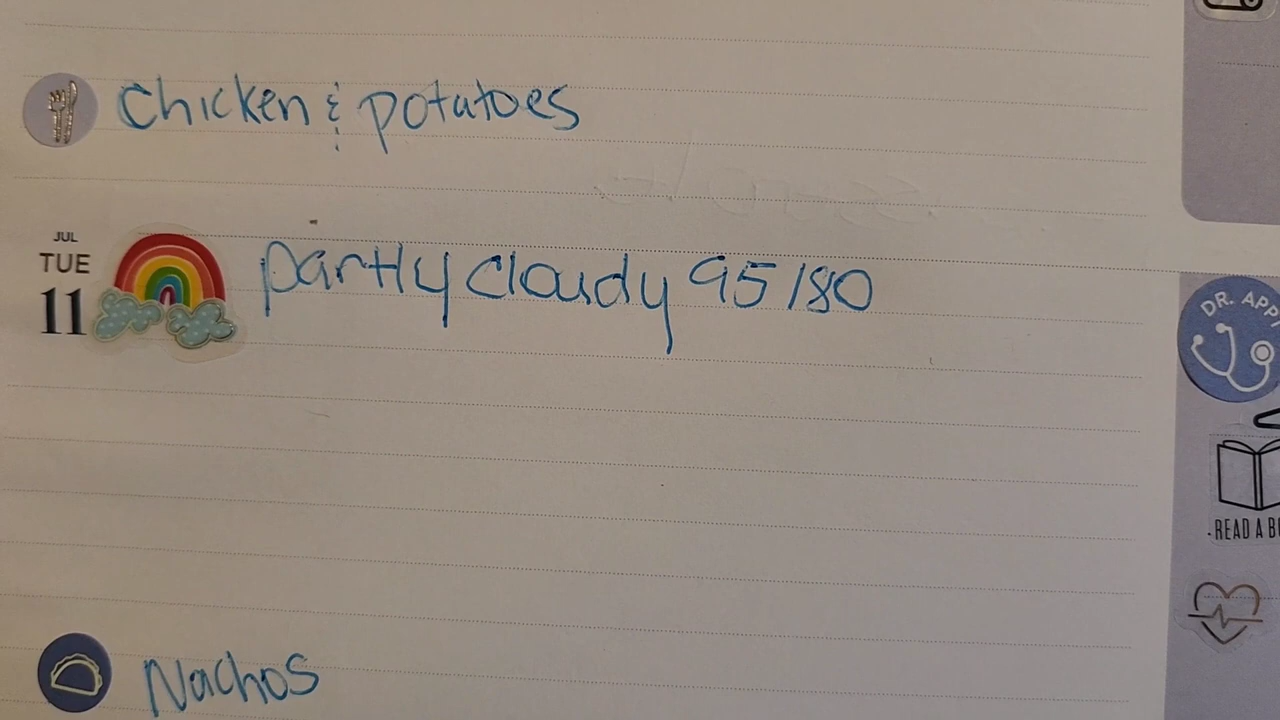 Chicken & potatoes
JUL
TUE
11
partly cloudy 95/80
DR. APPT
READ A B
Nachos